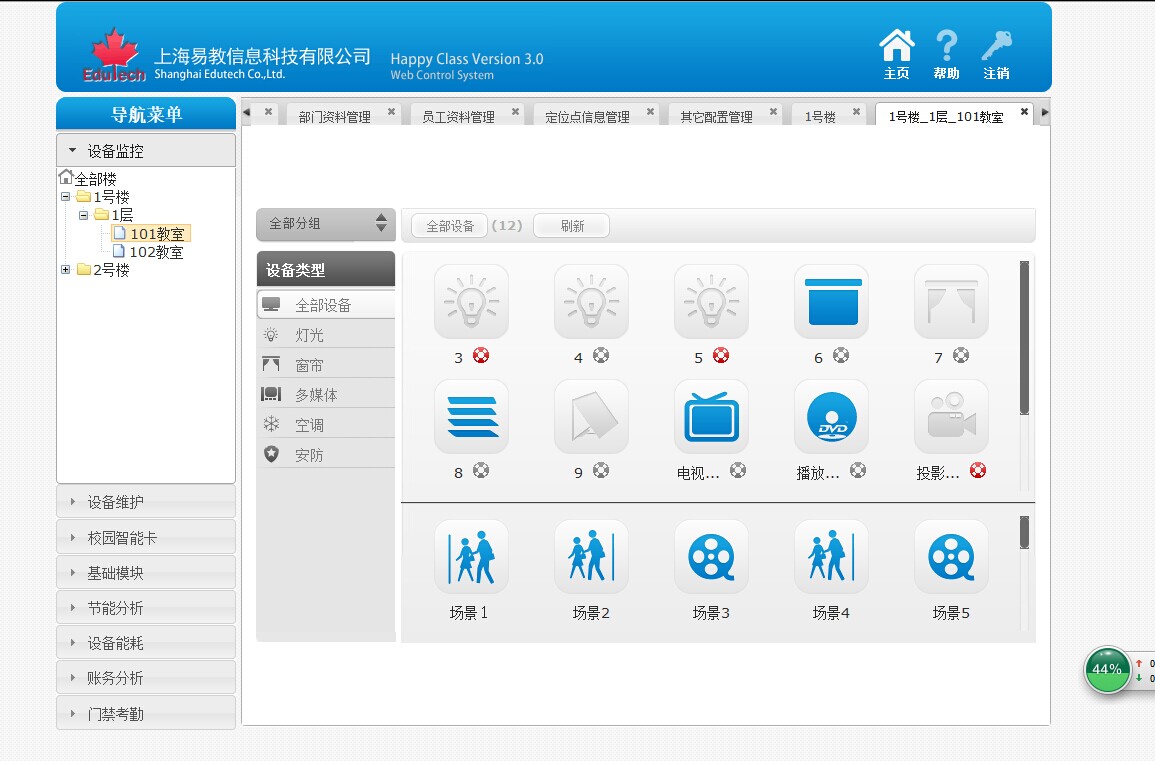 上海易教信息科技有限公司
Happy Class Version 3.0
Edutech
Shanghai Edutech Co.,Ltd.
Web Control System
主页
帮助
注销
导航菜单
部门资料管理
员工资料管理
定位点信息管理
其它配置管理
1号楼
1号楼_1层_101教室
设备监控
全部楼
1号楼
1层
101教室
102教室
2号楼
设备维护
校园智能卡
基础模块
节能分析
设备能耗
账务分析
门禁考勤
全部分组
全部设备 (12) 刷新
设备类型
全部设备
灯光
窗帘
多媒体
空调
安防
3
4
5
6
7
DVD
8
9
电视...
播放...
投影...
场景1
场景2
场景3
场景4
场景5
44%
0
0